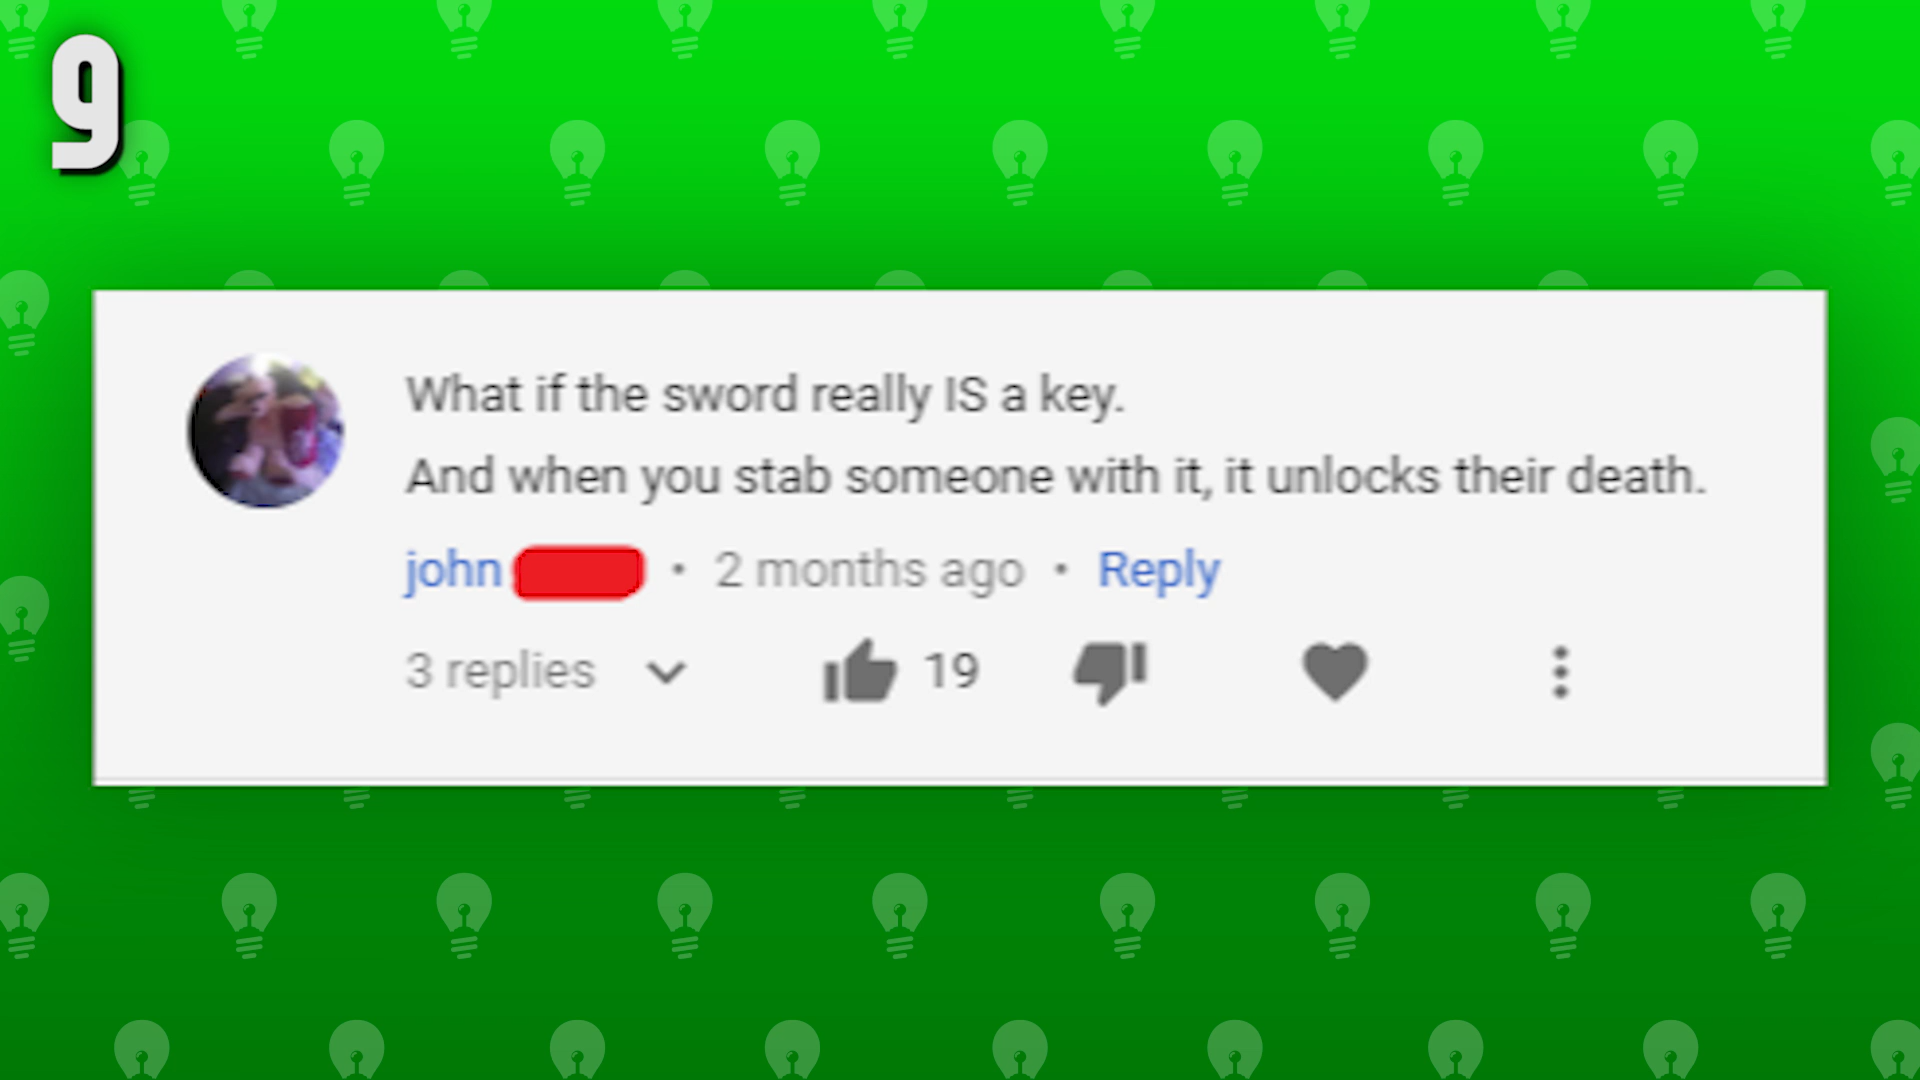 9
What if the sword really IS a key.
And when you stab someone with it, it unlocks their death.
john • 2 months ago • Reply
3 replies 19